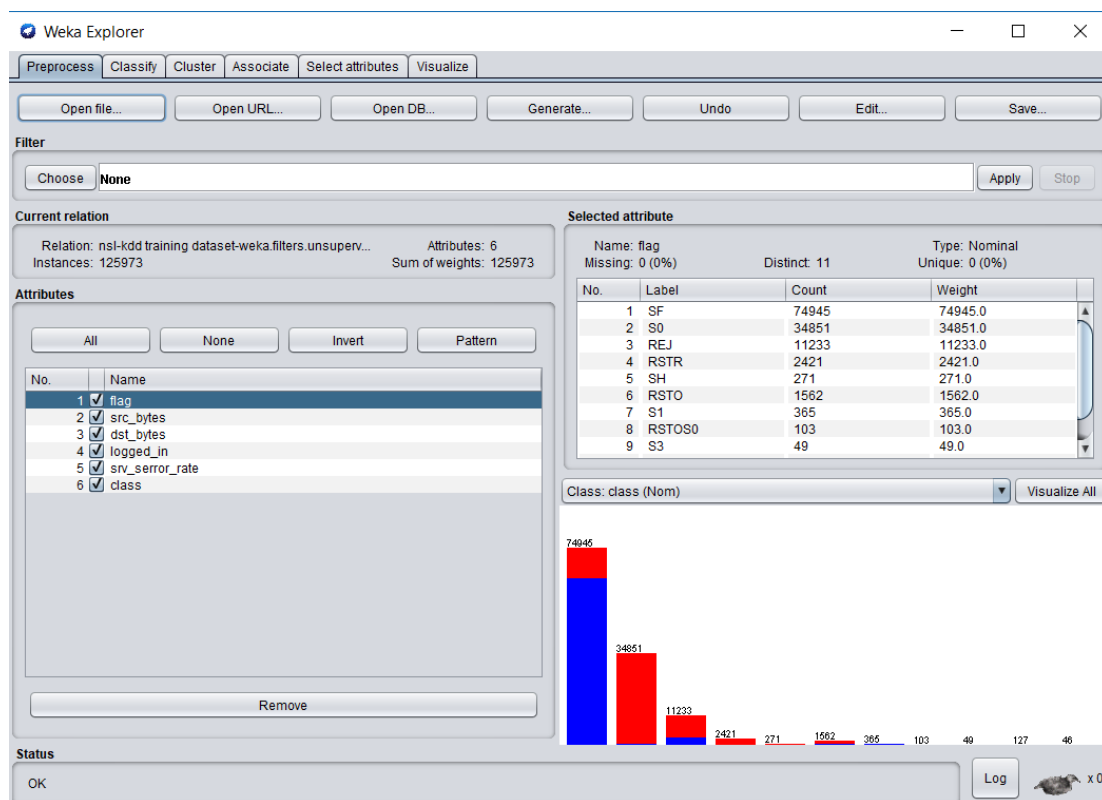 Weka Explorer
Preprocess Classify Cluster Associate Select attributes Visualize
Open file... Open URL... Open DB... Generate... Undo Edit... Save...
Filter
Choose None Apply Stop
Current relation
Relation: nsl-kdd training dataset-weka.filters.unsuperv... Attributes: 6
Instances: 125973 Sum of weights: 125973
Attributes
All None Invert Pattern
No. Name
1 flag
2 src_bytes
3 dst_bytes
4 logged_in
5 srv_serror_rate
6 class
Remove
Selected attribute
Name: flag Type: Nominal
Missing: 0 (0%) Distinct: 11 Unique: 0 (0%)
No. Label Count Weight
1 SF 74945 74945.0
2 S0 34851 34851.0
3 REJ 11233 11233.0
4 RSTR 2421 2421.0
5 SH 271 271.0
6 RSTO 1562 1562.0
7 S1 365 365.0
8 RSTOS0 103 103.0
9 S3 49 49.0
Class: class (Nom) Visualize All
74945
34851
11233
2421 271 1562 365 103 49 127 46
Status
OK
Log x 0